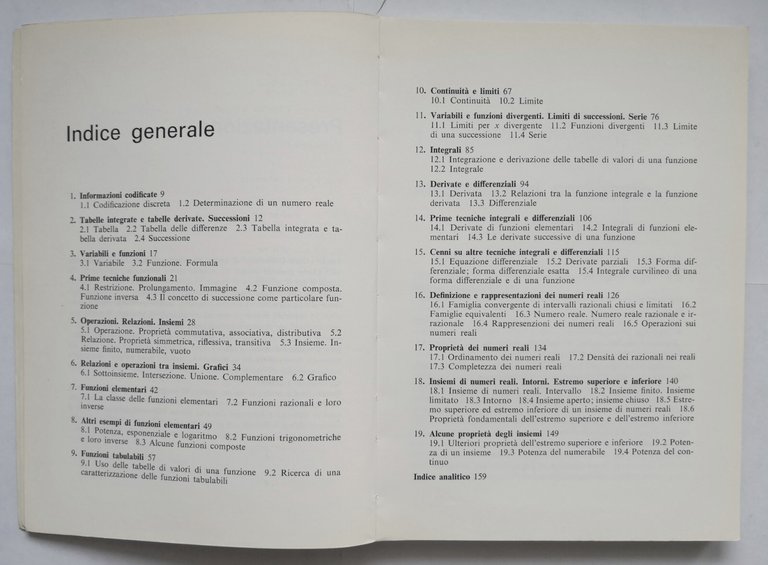 Indice generale
1. Informazioni codificate 9
1.1 Codificazione discreta 1.2 Determinazione di un numero reale
2. Tabelle integrate e tabelle derivate. Successioni 12
2.1 Tabella 2.2 Tabella delle differenze 2.3 Tabella integrata e ta-
bella derivata 2.4 Successione
3. Variabili e funzioni 17
3.1 Variabile 3.2 Funzione. Formula
4. Prime tecniche funzionali 21
4.1 Restrizione. Prolungamento. Immagine 4.2 Funzione composta.
Funzione inversa 4.3 Il concetto di successione come particolare fun-
zione
5. Operazioni. Relazioni. Insiemi 28
5.1 Operazione. Proprietà commutativa, associativa, distributiva 5.2
Relazione. Proprietà simmetrica, riflessiva, transitiva 5.3 Insieme. In-
sieme finito, numerabile, vuoto
6. Relazioni e operazioni tra insiemi. Grafici 34
6.1 Sottoinsieme. Intersezione. Unione. Complementare 6.2 Grafico
7. Funzioni elementari 42
7.1 La classe delle funzioni elementari 7.2 Funzioni razionali e loro
inverse
8. Altri esempi di funzioni elementari 49
8.1 Potenza, esponenziale e logaritmo 8.2 Funzioni trigonometriche
e loro inverse 8.3 Alcune funzioni composte
9. Funzioni tabulabili 57
9.1 Uso delle tabelle di valori di una funzione 9.2 Ricerca di una
caratterizzazione delle funzioni tabulabili
10. Continuità e limiti 67
10.1 Continuità 10.2 Limite
11. Variabili e funzioni divergenti. Limiti di successioni. Serie 76
11.1 Limiti per x divergente 11.2 Funzioni divergenti 11.3 Limite
di una successione 11.4 Serie
12. Integrali 85
12.1 Integrazione e derivazione delle tabelle di valori di una funzione
12.2 Integrale
13. Derivate e differenziali 94
13.1 Derivata 13.2 Relazioni tra la funzione integrale e la funzione
derivata 13.3 Differenziale
14. Prime tecniche integrali e differenziali 106
14.1 Derivate di funzioni elementari 14.2 Integrali di funzioni ele-
mentari 14.3 Le derivate successive di una funzione
15. Cenni su altre tecniche integrali e differenziali 115
15.1 Equazione differenziale 15.2 Derivate parziali 15.3 Forma dif-
ferenziale; forma differenziale esatta 15.4 Integrale curvilineo di una
forma differenziale e di una funzione
16. Definizione e rappresentazioni dei numeri reali 126
16.1 Famiglia convergente di intervalli razionali chiusi e limitati 16.2
Famiglie equivalenti 16.3 Numero reale. Numero reale razionale e ir-
razionale 16.4 Rappresenzioni dei numeri reali 16.5 Operazioni sui
numeri reali
17. Proprietà dei numeri reali 134
17.1 Ordinamento dei numeri reali 17.2 Densità dei razionali nei reali
17.3 Completezza dei numeri reali
18. Insiemi di numeri reali. Intorni. Estremo superiore e inferiore 140
18.1 Insieme di numeri reali. Intervallo 18.2 Insieme finito. Insieme
limitato 18.3 Intorno 18.4 Insieme aperto; insieme chiuso 18.5 Estre-
mo superiore ed estremo inferiore di un insieme di numeri reali 18.6
Proprietà fondamentali dell'estremo superiore e dell'estremo inferiore
19. Alcune proprietà degli insiemi 149
19.1 Ulteriori proprietà dell'estremo superiore e inferiore 19.2 Poten-
za di un insieme 19.3 Potenza del numerabile 19.4 Potenza del con-
tinuo
Indice analitico 159